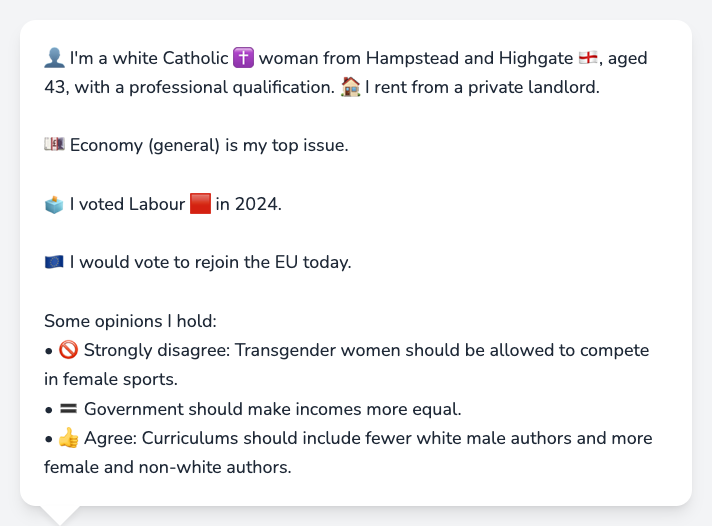 👤 I'm a white Catholic ✝️ woman from Hampstead and Highgate 🏴󠁧󠁢󠁥󠁮󠁧󠁿, aged
43, with a professional qualification. 🏠 I rent from a private landlord.
💷 Economy (general) is my top issue.
🗳️ I voted Labour 🟥 in 2024.
🇪🇺 I would vote to rejoin the EU today.
Some opinions I hold:
• 🚫 Strongly disagree: Transgender women should be allowed to compete
in female sports.
• 🟰 Government should make incomes more equal.
• 👍 Agree: Curriculums should include fewer white male authors and more
female and non-white authors.